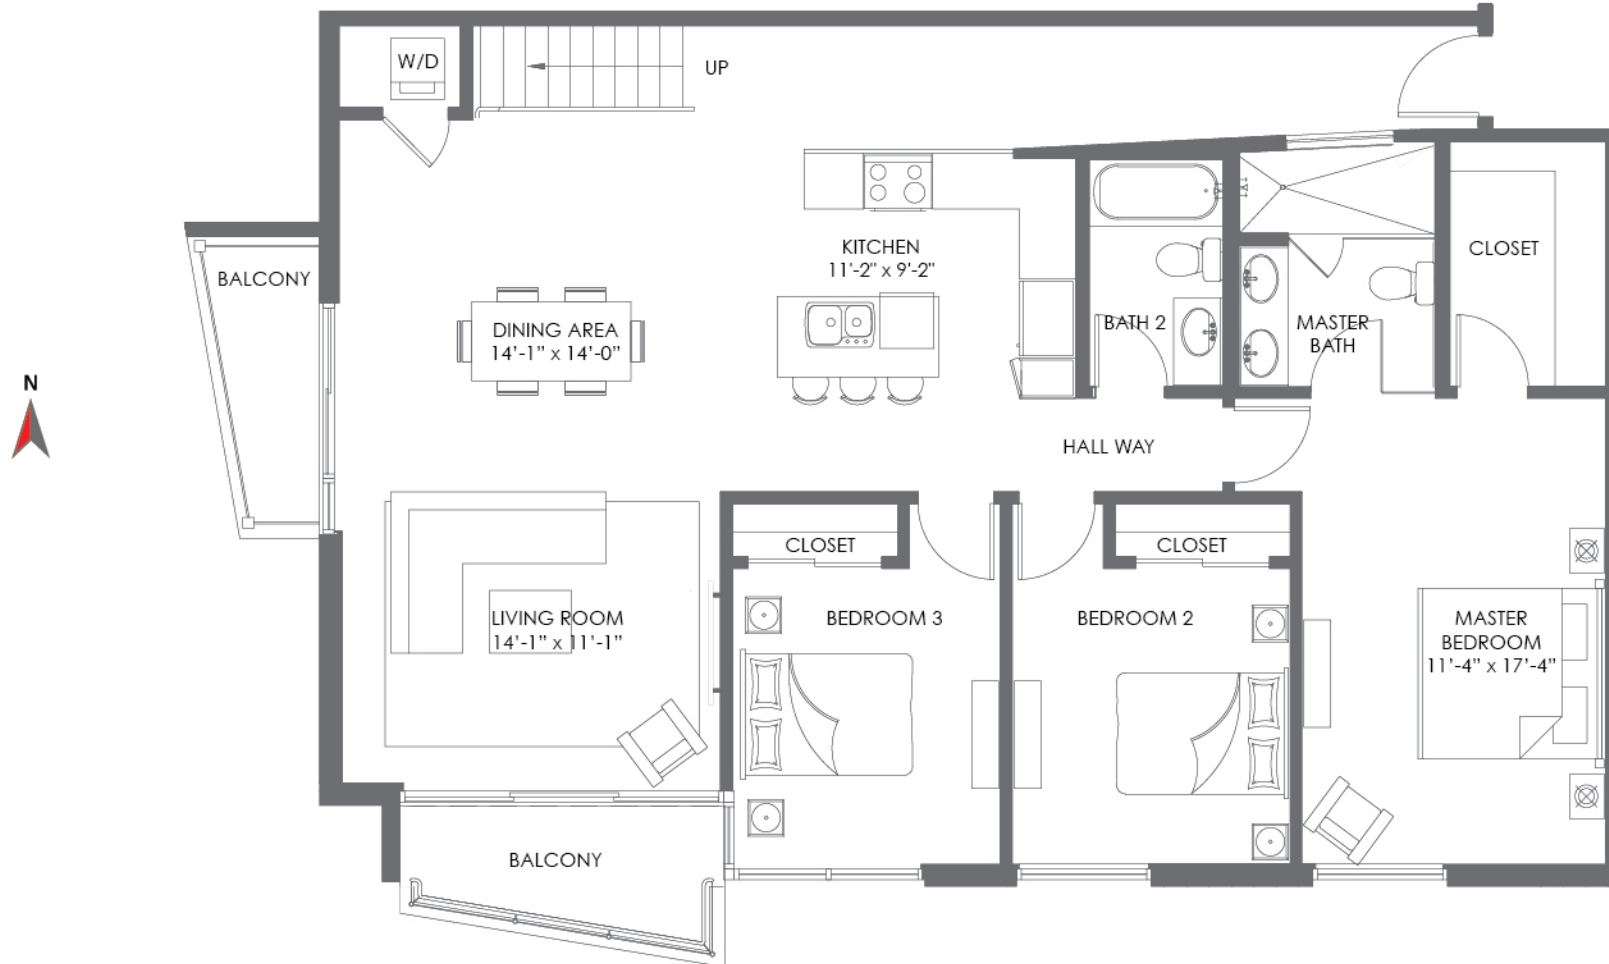 W/D
UP
BALCONY
KITCHEN
11'-2" x 9'-2"
CLOSET
DINING AREA
14'-1" x 14'-0"
BATH 2
MASTER
BATH
N
HALL WAY
CLOSET
CLOSET
LIVING ROOM
14'-1" x 11'-1"
BEDROOM 3
BEDROOM 2
MASTER
BEDROOM
11'-4" x 17'-4"
BALCONY